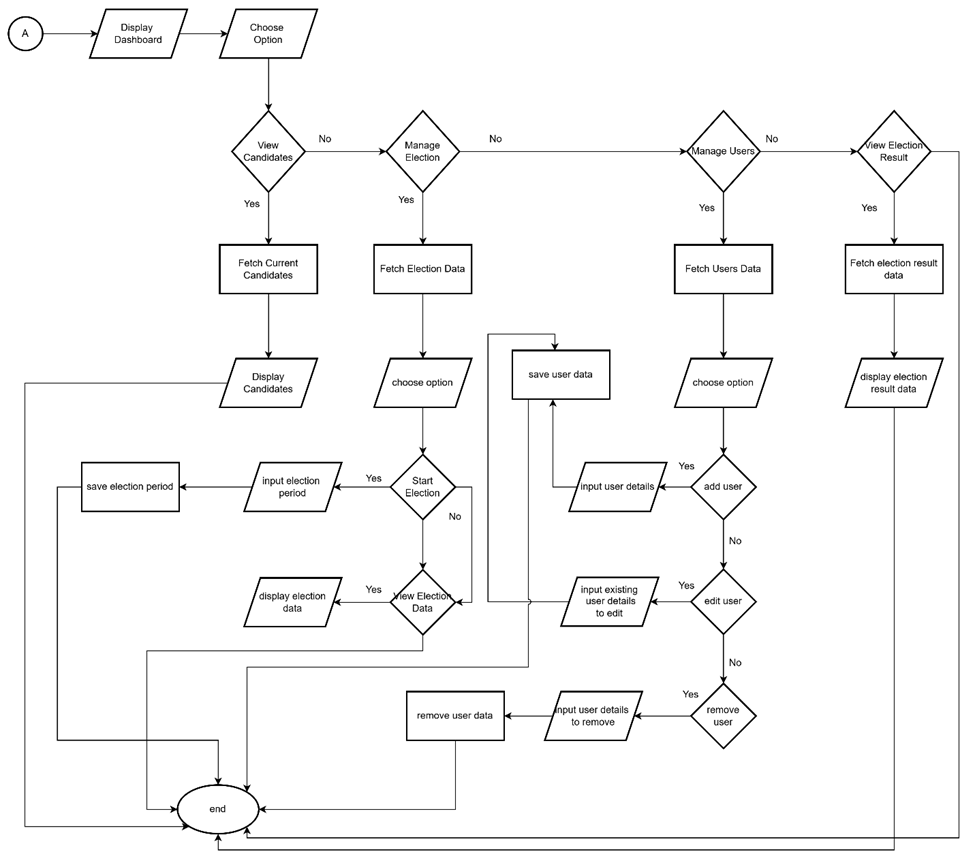 A
Display
Dashboard
Choose
Option
View
Candidates
No
Manage
Election
No
Manage Users
No
View Election
Result
Yes
Yes
Yes
Yes
Fetch Current
Candidates
Fetch Election Data
Fetch Users Data
Fetch election result
data
Display
Candidates
choose option
save user data
choose option
display election
result data
save election period
input election
period
Yes
Start
Election
No
input user details
Yes
add user
No
display election
data
Yes
View Election
Data
input existing
user details
to edit
Yes
edit user
No
remove user data
input user details
to remove
Yes
remove
user
end